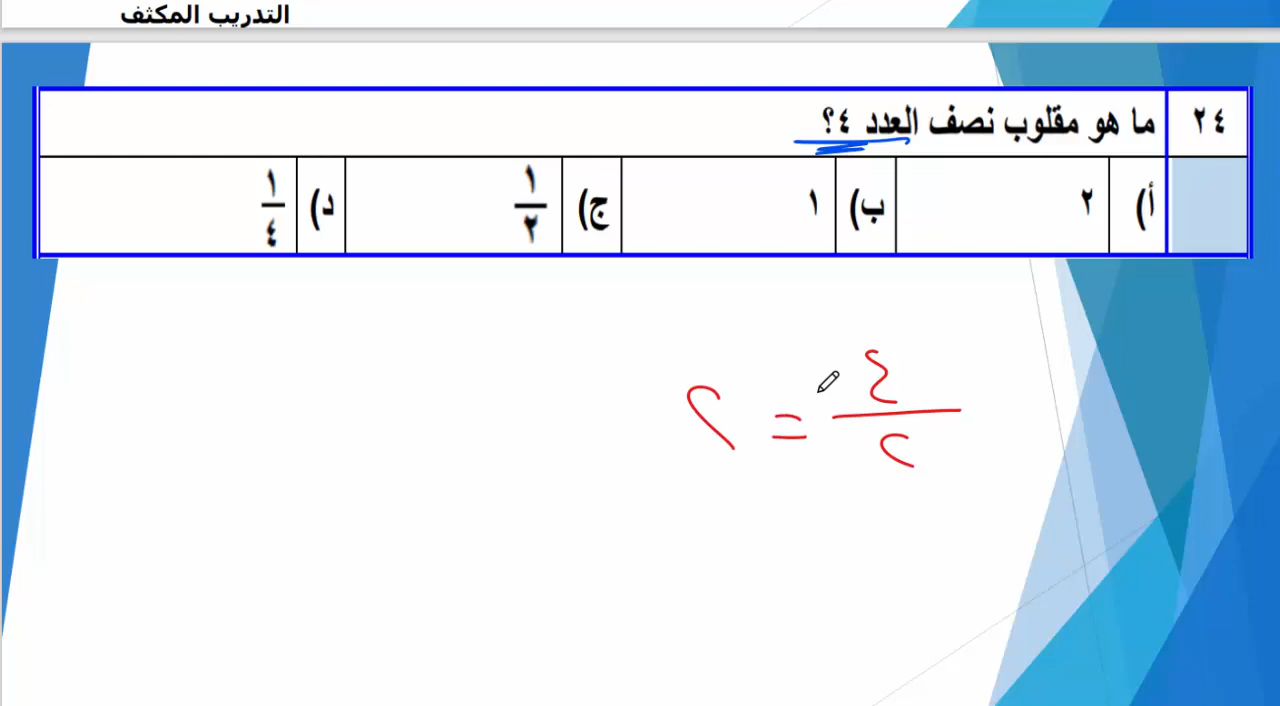 التدريب المكثف
٢٤ ما هو مقلوب نصف العدد ٤؟
أ) ٢ ب) ١ ج) ١/٢ د) ١/٤
٤/٢ = ٢